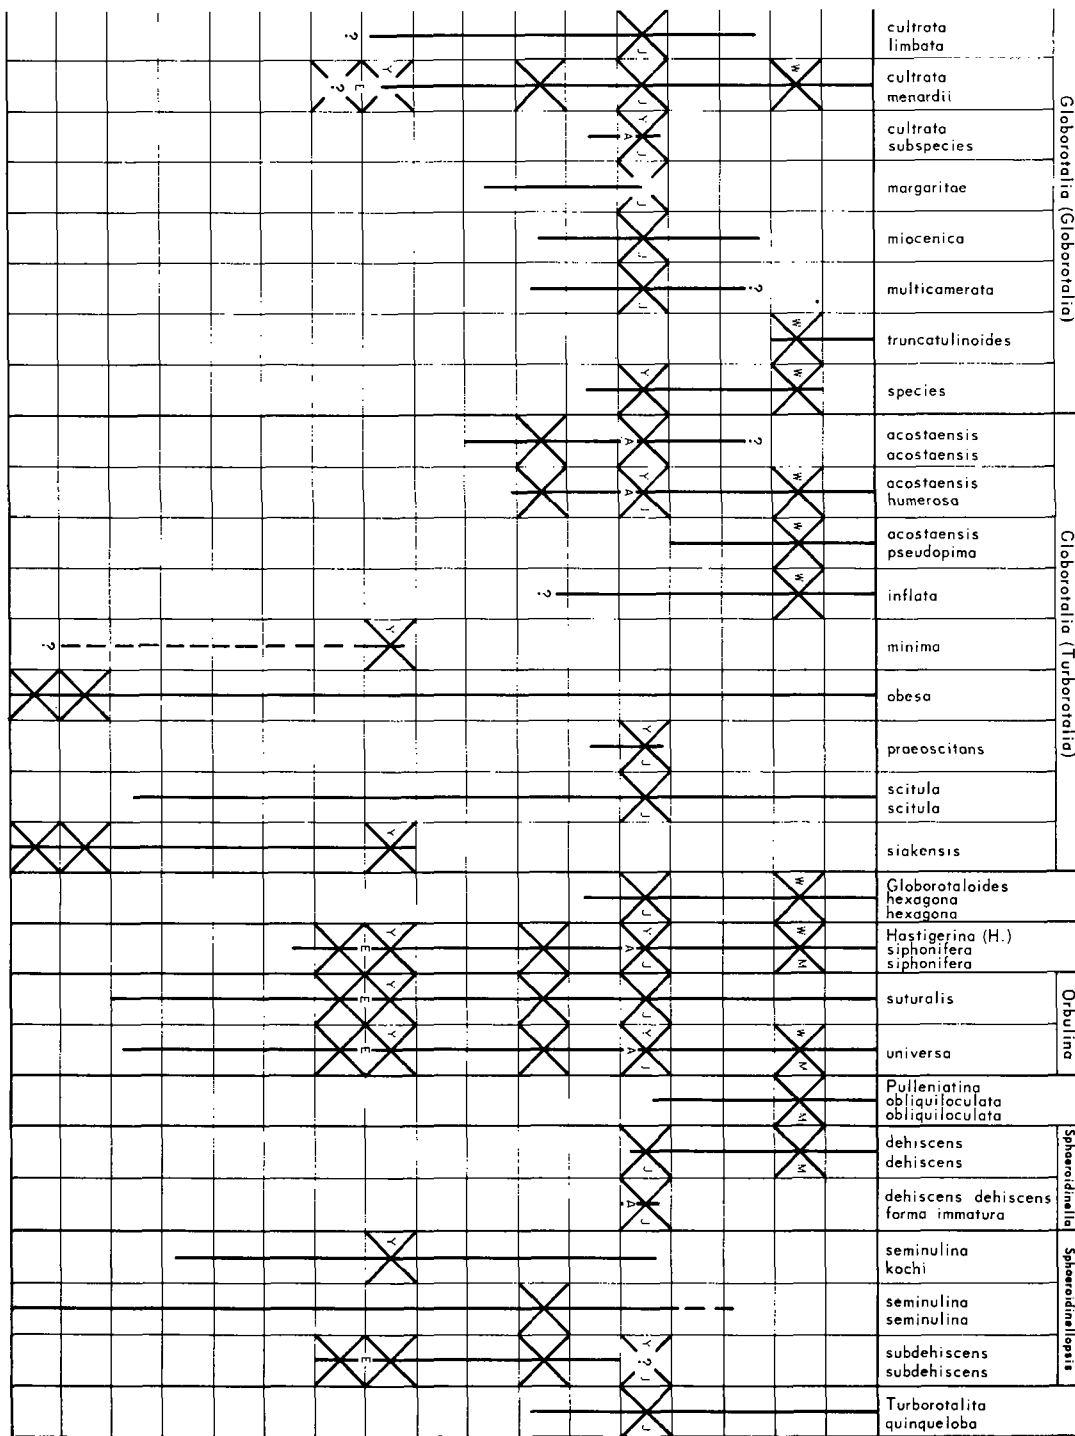 cultrata
limbata
?
J
cultrata
menardii
?
E
Y
J
W
cultrata
subspecies
Y
A
J
margaritae
J
miocenica
J
multicamerata
J
?
truncatulinoides
W
species
Y
W
acostaensis
acostaensis
A
?
acostaensis
humerosa
Y
A
J
W
acostaensis
pseudopima
W
inflata
?
W
minima
?
Y
obesa
praeoscitans
Y
J
scitula
scitula
J
siakensis
Y
Globorotaloides
hexagona
hexagona
J
W
Hastigerina (H.)
siphonifera
siphonifera
E
Y
Y
A
J
W
M
suturalis
E
Y
J
Y
universa
E
Y
Y
A
J
W
M
Pulleniatina
obliquiloculata
obliquiloculata
M
dehiscens
dehiscens
J
M
dehiscens dehiscens
forma immatura
A
J
seminulina
kochi
Y
seminulina
seminulina
subdehiscens
subdehiscens
E
Y
?
J
Turborotalita
quinqueloba
J
Globorotalia (Globorotalia)
Globorotalia (Turborotalia)
Orbulina
Sphaeroidinella
Sphaeroidinellopsis